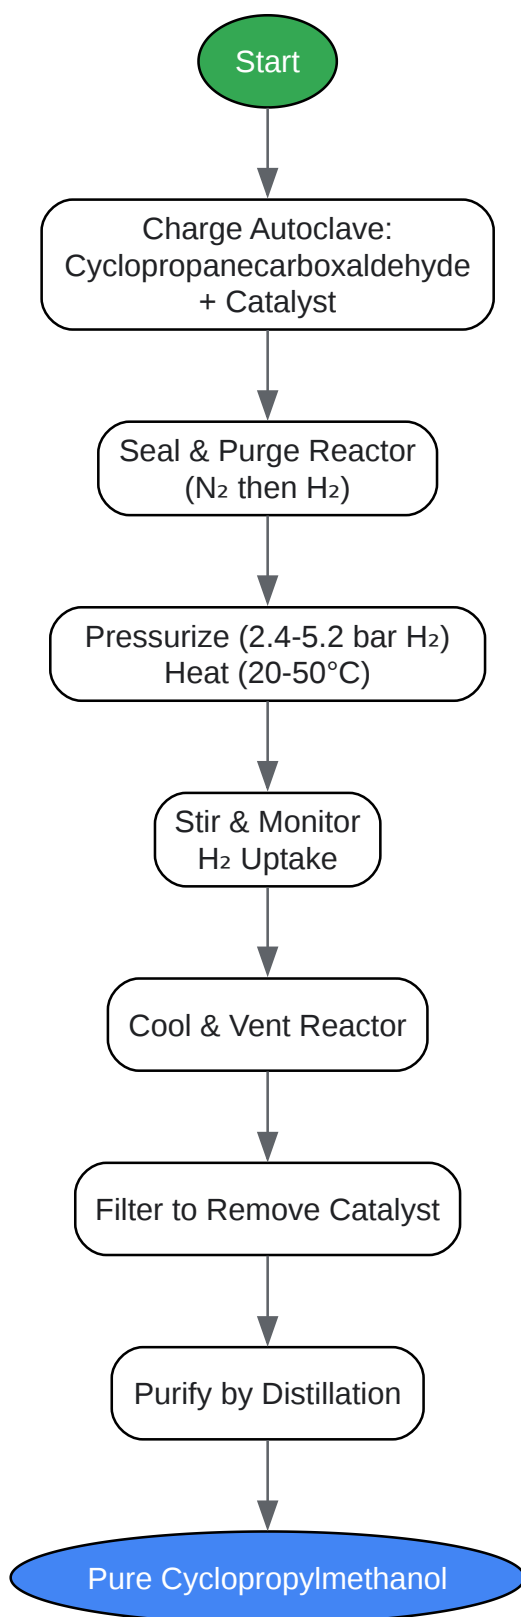 Start
Charge Autoclave:
Cyclopropanecarboxaldehyde
+ Catalyst
Seal & Purge Reactor
(N₂ then H₂)
Pressurize (2.4-5.2 bar H₂)
Heat (20-50°C)
Stir & Monitor
H₂ Uptake
Cool & Vent Reactor
Filter to Remove Catalyst
Purify by Distillation
Pure Cyclopropylmethanol